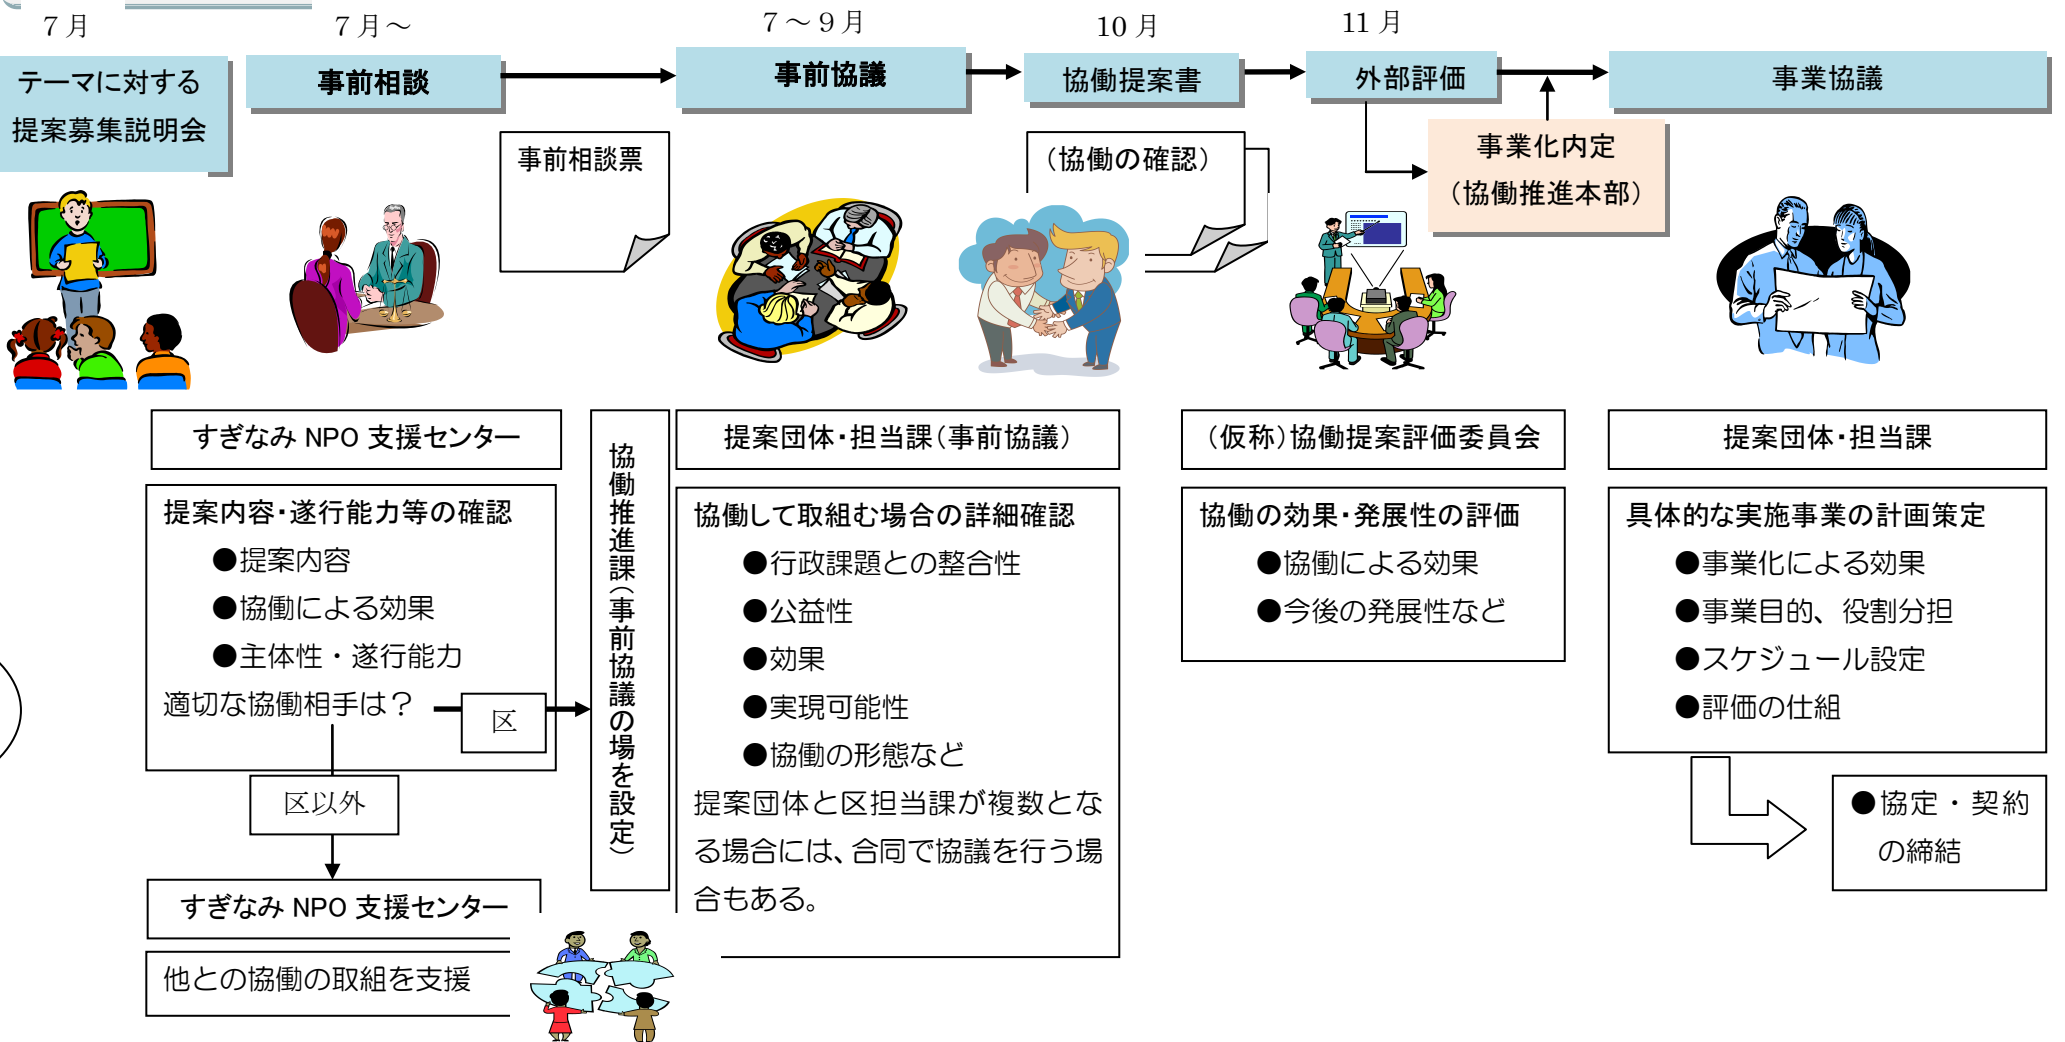 ７月
７月～
７～９月
10 月
11 月
テーマに対する
提案募集説明会
事前相談
事前協議
協働提案書
外部評価
事業協議
事前相談票
（協働の確認）
事業化内定
（協働推進本部）
すぎなみ NPO 支援センター
提案内容・遂行能力等の確認
●提案内容
●協働による効果
●主体性・遂行能力
適切な協働相手は？
区
区以外
すぎなみ NPO 支援センター
他との協働の取組を支援
協働推進課（事前協議の場を設定）
提案団体・担当課（事前協議）
協働して取組む場合の詳細確認
●行政課題との整合性
●公益性
●効果
●実現可能性
●協働の形態など
提案団体と区担当課が複数とな
る場合には、合同で協議を行う場
合もある。
（仮称）協働提案評価委員会
協働の効果・発展性の評価
●協働による効果
●今後の発展性など
提案団体・担当課
具体的な実施事業の計画策定
●事業化による効果
●事業目的、役割分担
●スケジュール設定
●評価の仕組
●協定・契約
の締結